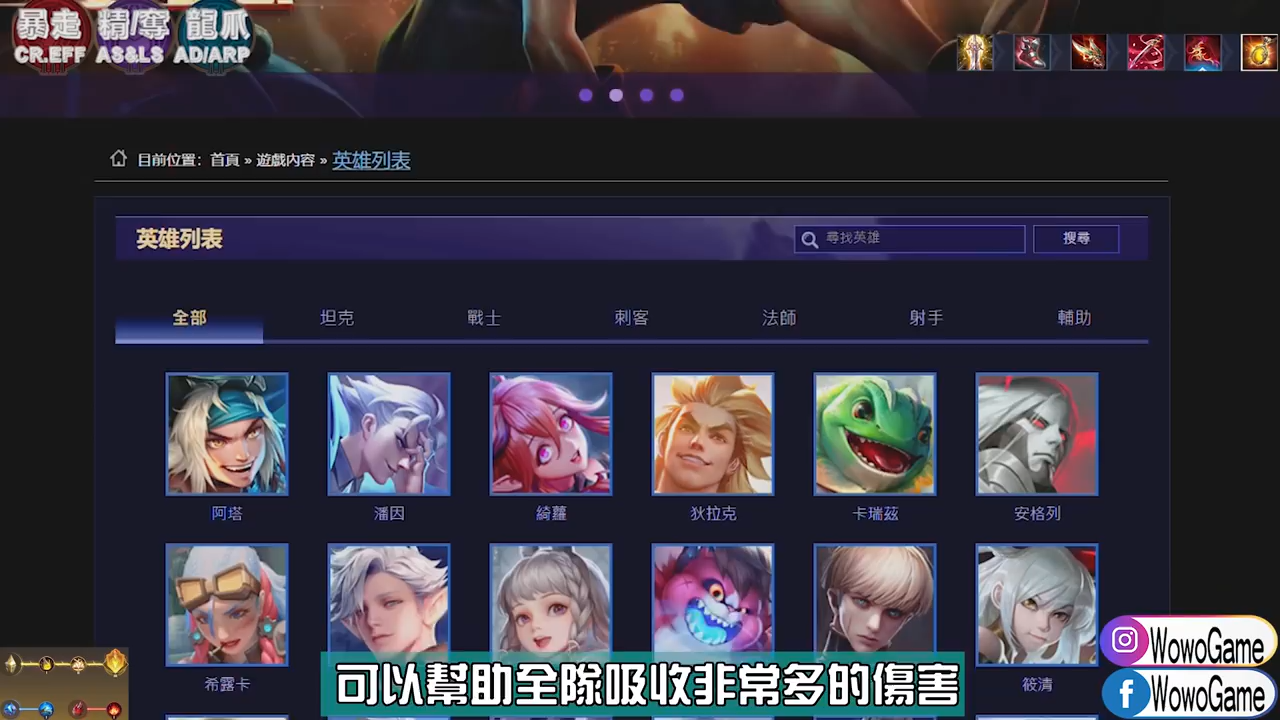 暴走 精/奪 龍爪
CR.EFF AS&LS AD/ARP
目前位置: 首頁 » 遊戲內容 » 英雄列表
英雄列表
尋找英雄
搜尋
全部 坦克 戰士 刺客 法師 射手 輔助
阿塔 潘因 綺蘿 狄拉克 卡瑞茲 安格列
希露卡 筱清
可以幫助全隊吸收非常多的傷害
WowoGame
WowoGame